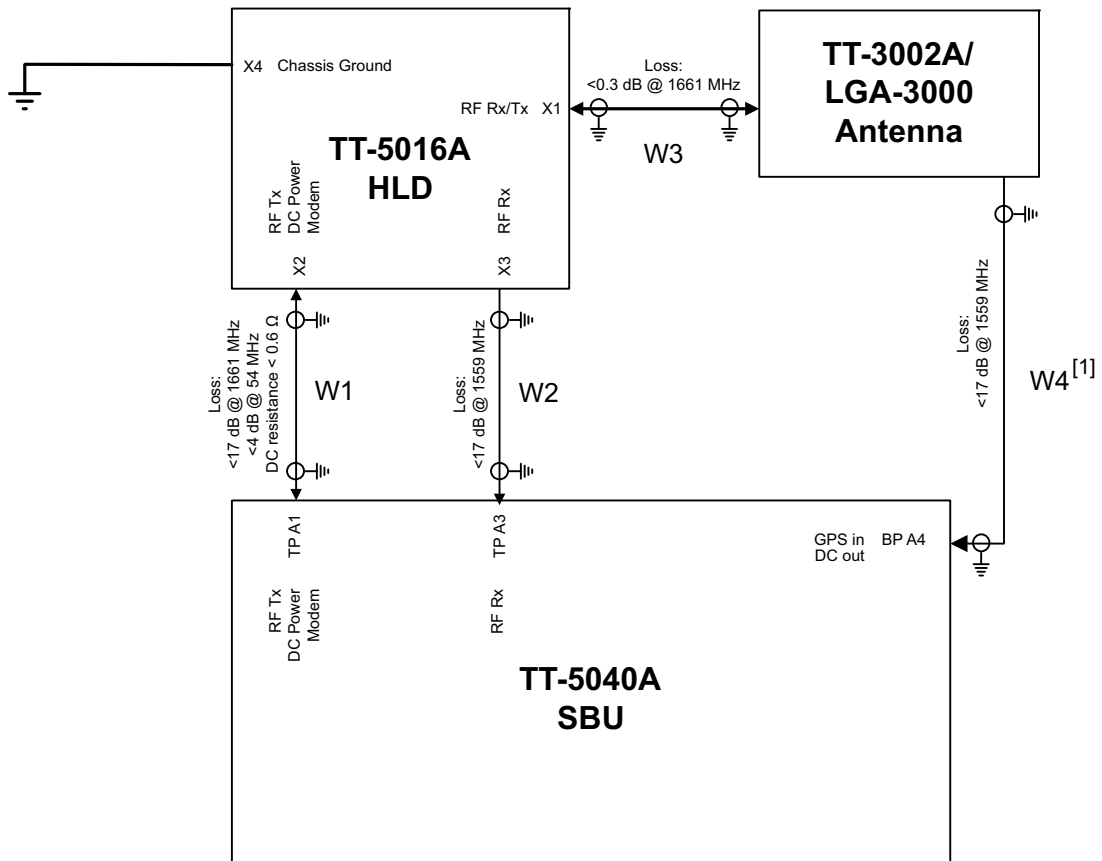 X4 Chassis Ground
RF Rx/Tx X1
TT-5016A
HLD
RF Tx
DC Power
Modem
X2
RF Rx
X3
Loss:
<0.3 dB @ 1661 MHz
W3
TT-3002A/
LGA-3000
Antenna
Loss:
<17 dB @ 1661 MHz
<4 dB @ 54 MHz
DC resistance < 0.6 Ω
W1
Loss:
<17 dB @ 1559 MHz
W2
Loss:
<17 dB @ 1559 MHz
W4[1]
TP A1
RF Tx
DC Power
Modem
TP A3
RF Rx
GPS in BP A4
DC out
TT-5040A
SBU